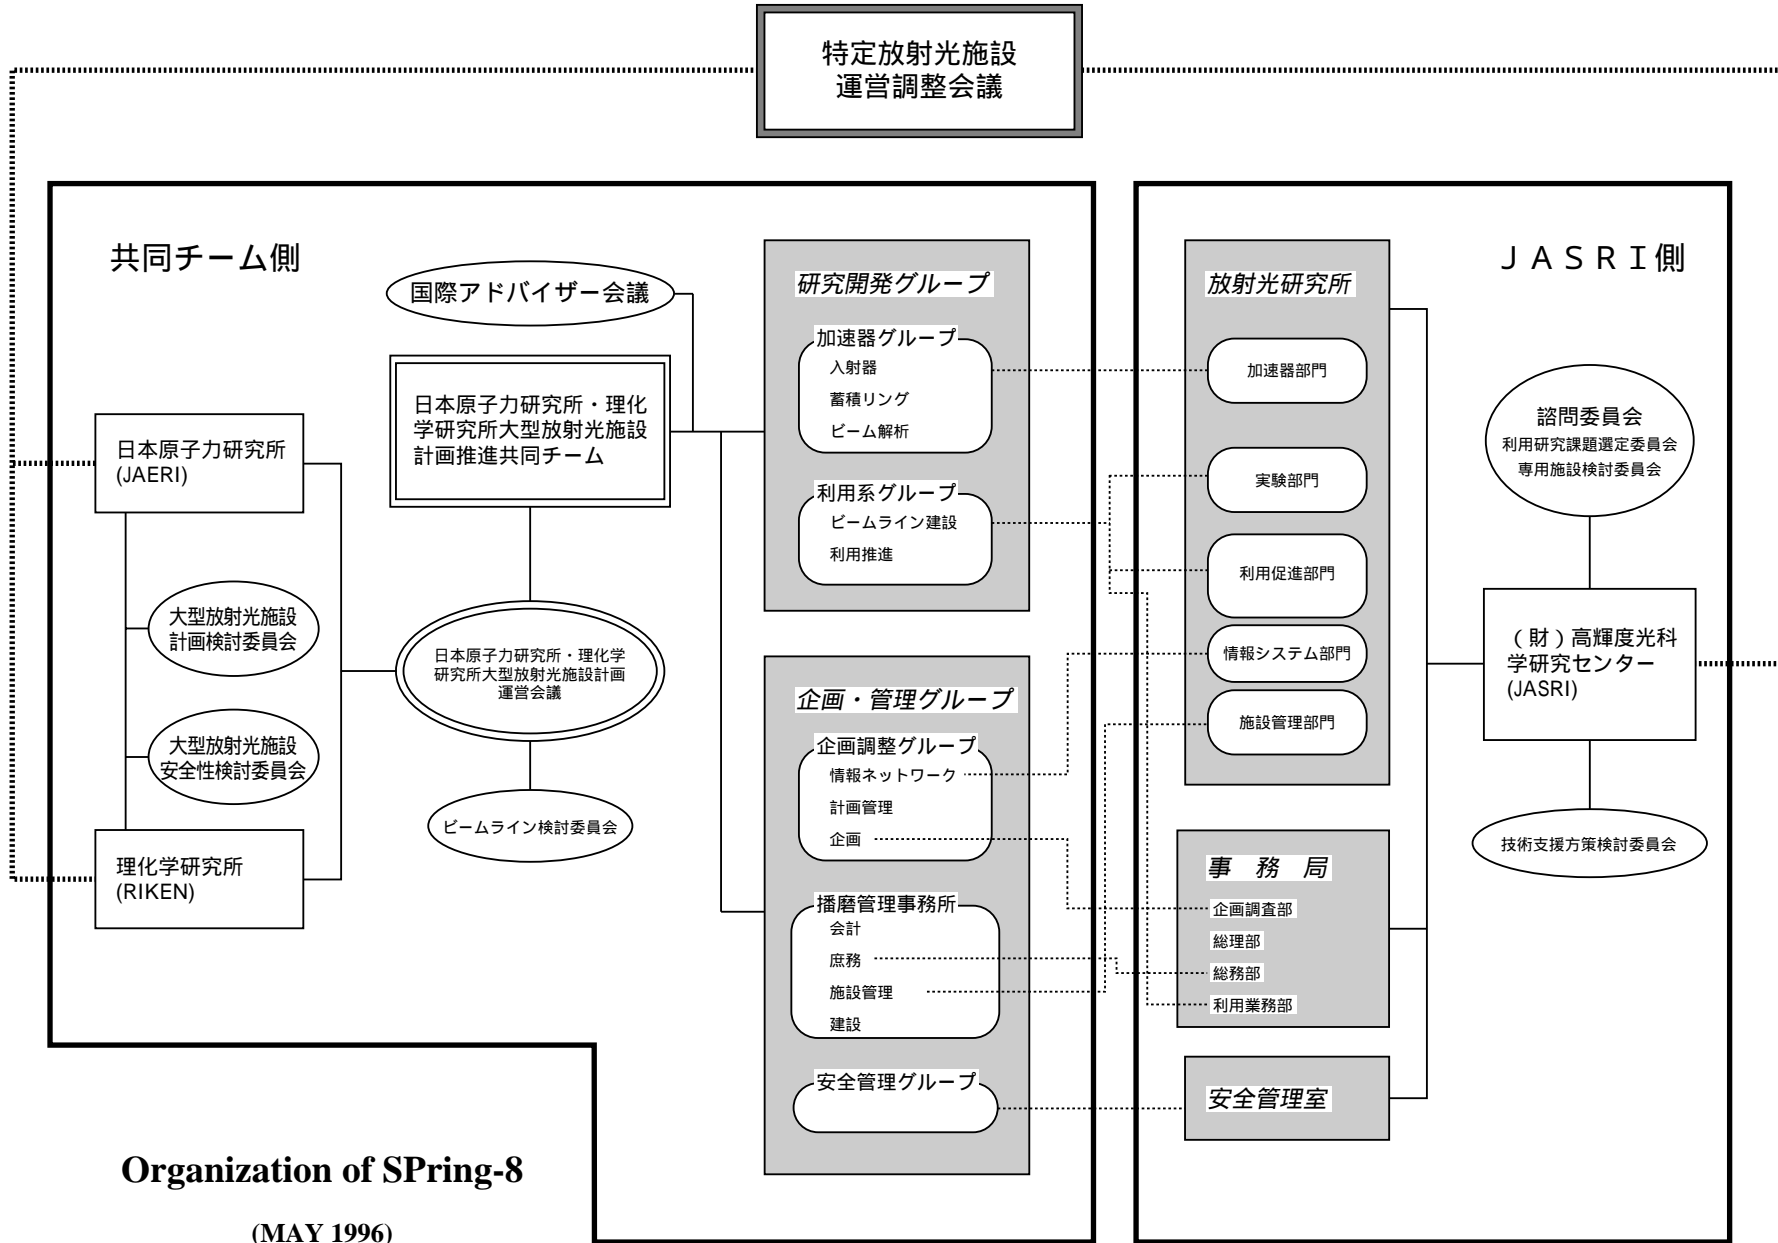 特定放射光施設
運営調整会議
共同チーム側
国際アドバイザー会議
日本原子力研究所・理化
学研究所大型放射光施設
計画推進共同チーム
日本原子力研究所
(JAERI)
大型放射光施設
計画検討委員会
日本原子力研究所・理化学
研究所大型放射光施設計画
運営会議
大型放射光施設
安全性検討委員会
ビームライン検討委員会
理化学研究所
(RIKEN)
研究開発グループ
加速器グループ
入射器
蓄積リング
ビーム解析
利用系グループ
ビームライン建設
利用推進
企画・管理グループ
企画調整グループ
情報ネットワーク
計画管理
企画
播磨管理事務所
会計
庶務
施設管理
建設
安全管理グループ
ＪＡＳＲＩ側
放射光研究所
加速器部門
実験部門
利用促進部門
情報システム部門
施設管理部門
事　務　局
企画調査部
総理部
総務部
利用業務部
安全管理室
諮問委員会
利用研究課題選定委員会
専用施設検討委員会
（財）高輝度光科
学研究センター
(JASRI)
技術支援方策検討委員会
Organization of SPring-8
(MAY 1996)